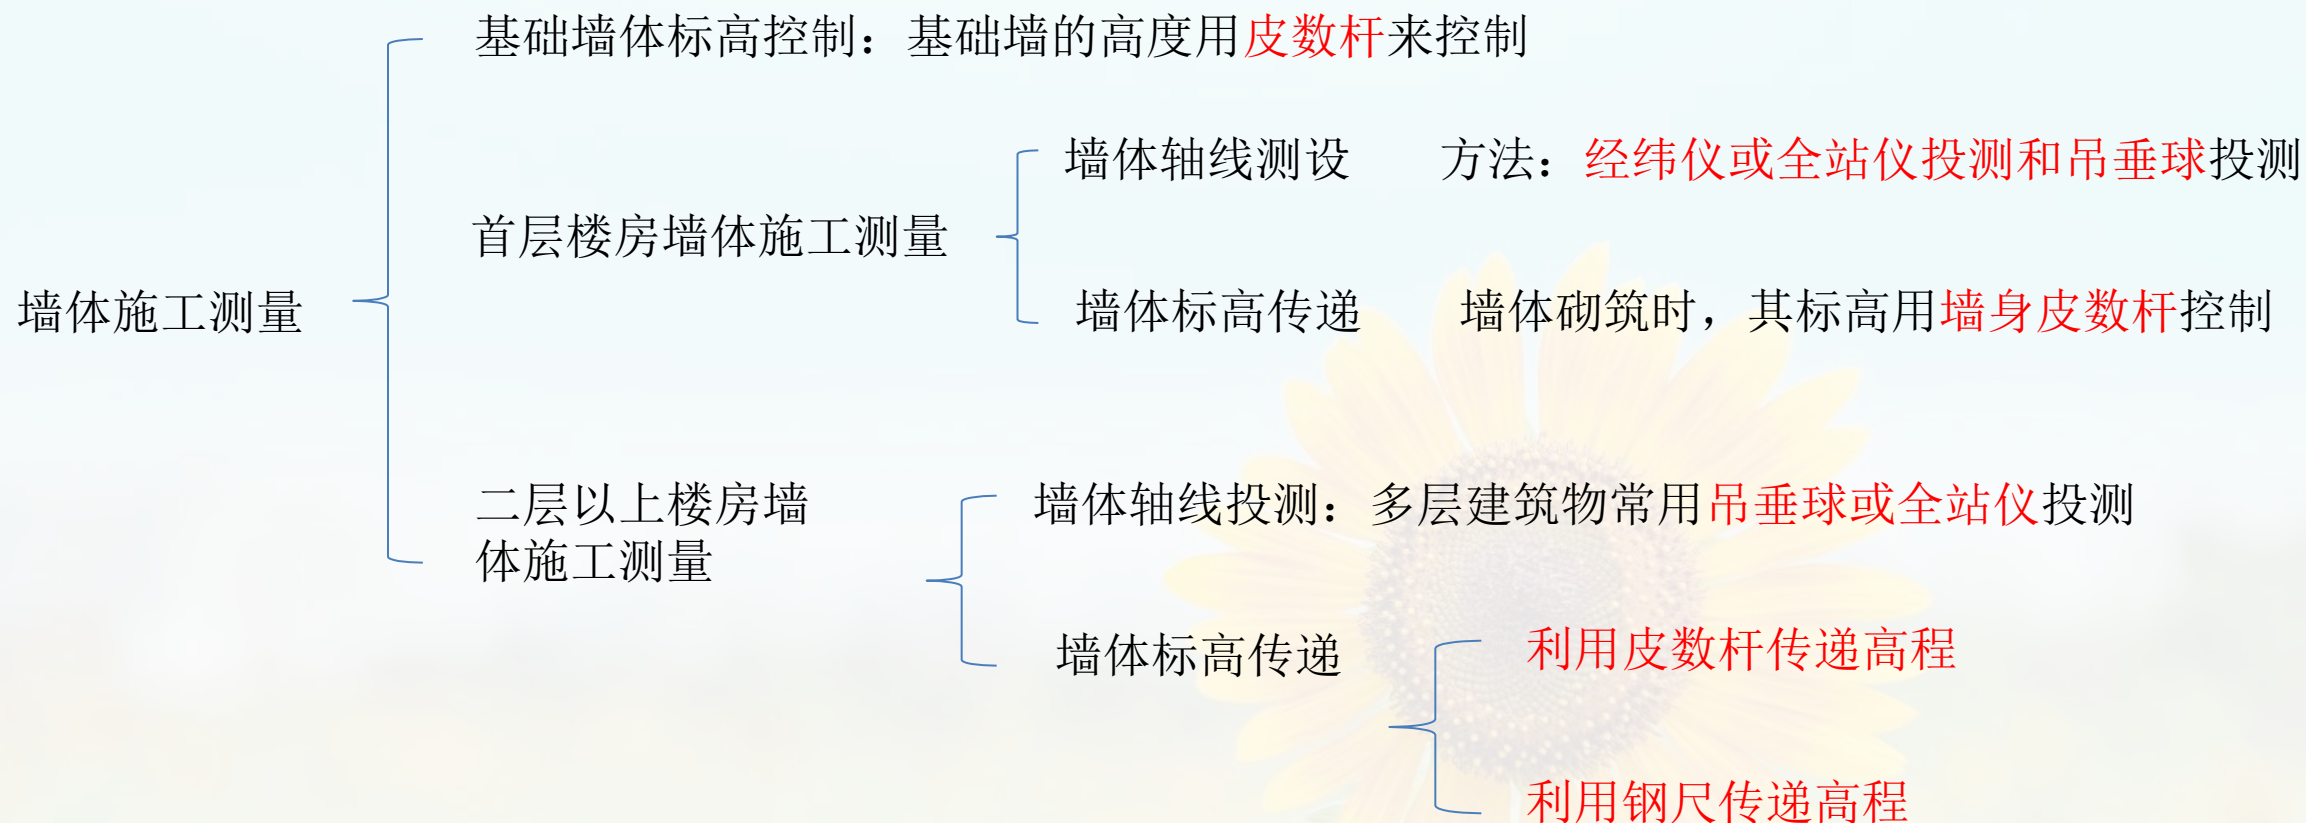 基础墙体标高控制：基础墙的高度用皮数杆来控制
墙体轴线测设 方法：经纬仪或全站仪投测和吊垂球投测
首层楼房墙体施工测量
墙体施工测量
墙体标高传递 墙体砌筑时，其标高用墙身皮数杆控制
二层以上楼房墙
体施工测量
墙体轴线投测：多层建筑物常用吊垂球或全站仪投测
墙体标高传递
利用皮数杆传递高程
利用钢尺传递高程